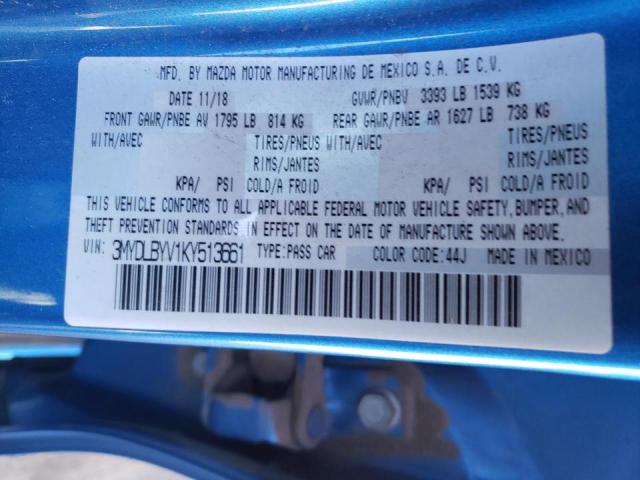 MFD. BY MAZDA MOTOR MANUFACTURING DE MEXICO S.A. DE C.V.
DATE 11/18 GVWR/PNBV 3393 LB 1539 KG
FRONT GAWR/PNBE AV 1795 LB 814 KG REAR GAWR/PNBE AR 1627 LB 738 KG
WITH/AVEC TIRES/PNEUS WITH/AVEC TIRES/PNEUS
RIMS/JANTES RIMS/JANTES
KPA/ PSI COLD/A FROID KPA/ PSI COLD/A FROID
THIS VEHICLE CONFORMS TO ALL APPLICABLE FEDERAL MOTOR VEHICLE SAFETY, BUMPER, AND
THEFT PREVENTION STANDARDS IN EFFECT ON THE DATE OF MANUFACTURE SHOWN ABOVE.
VIN: 3MYDLBYV1KY513661 TYPE:PASS CAR COLOR CODE:44J MADE IN MEXICO